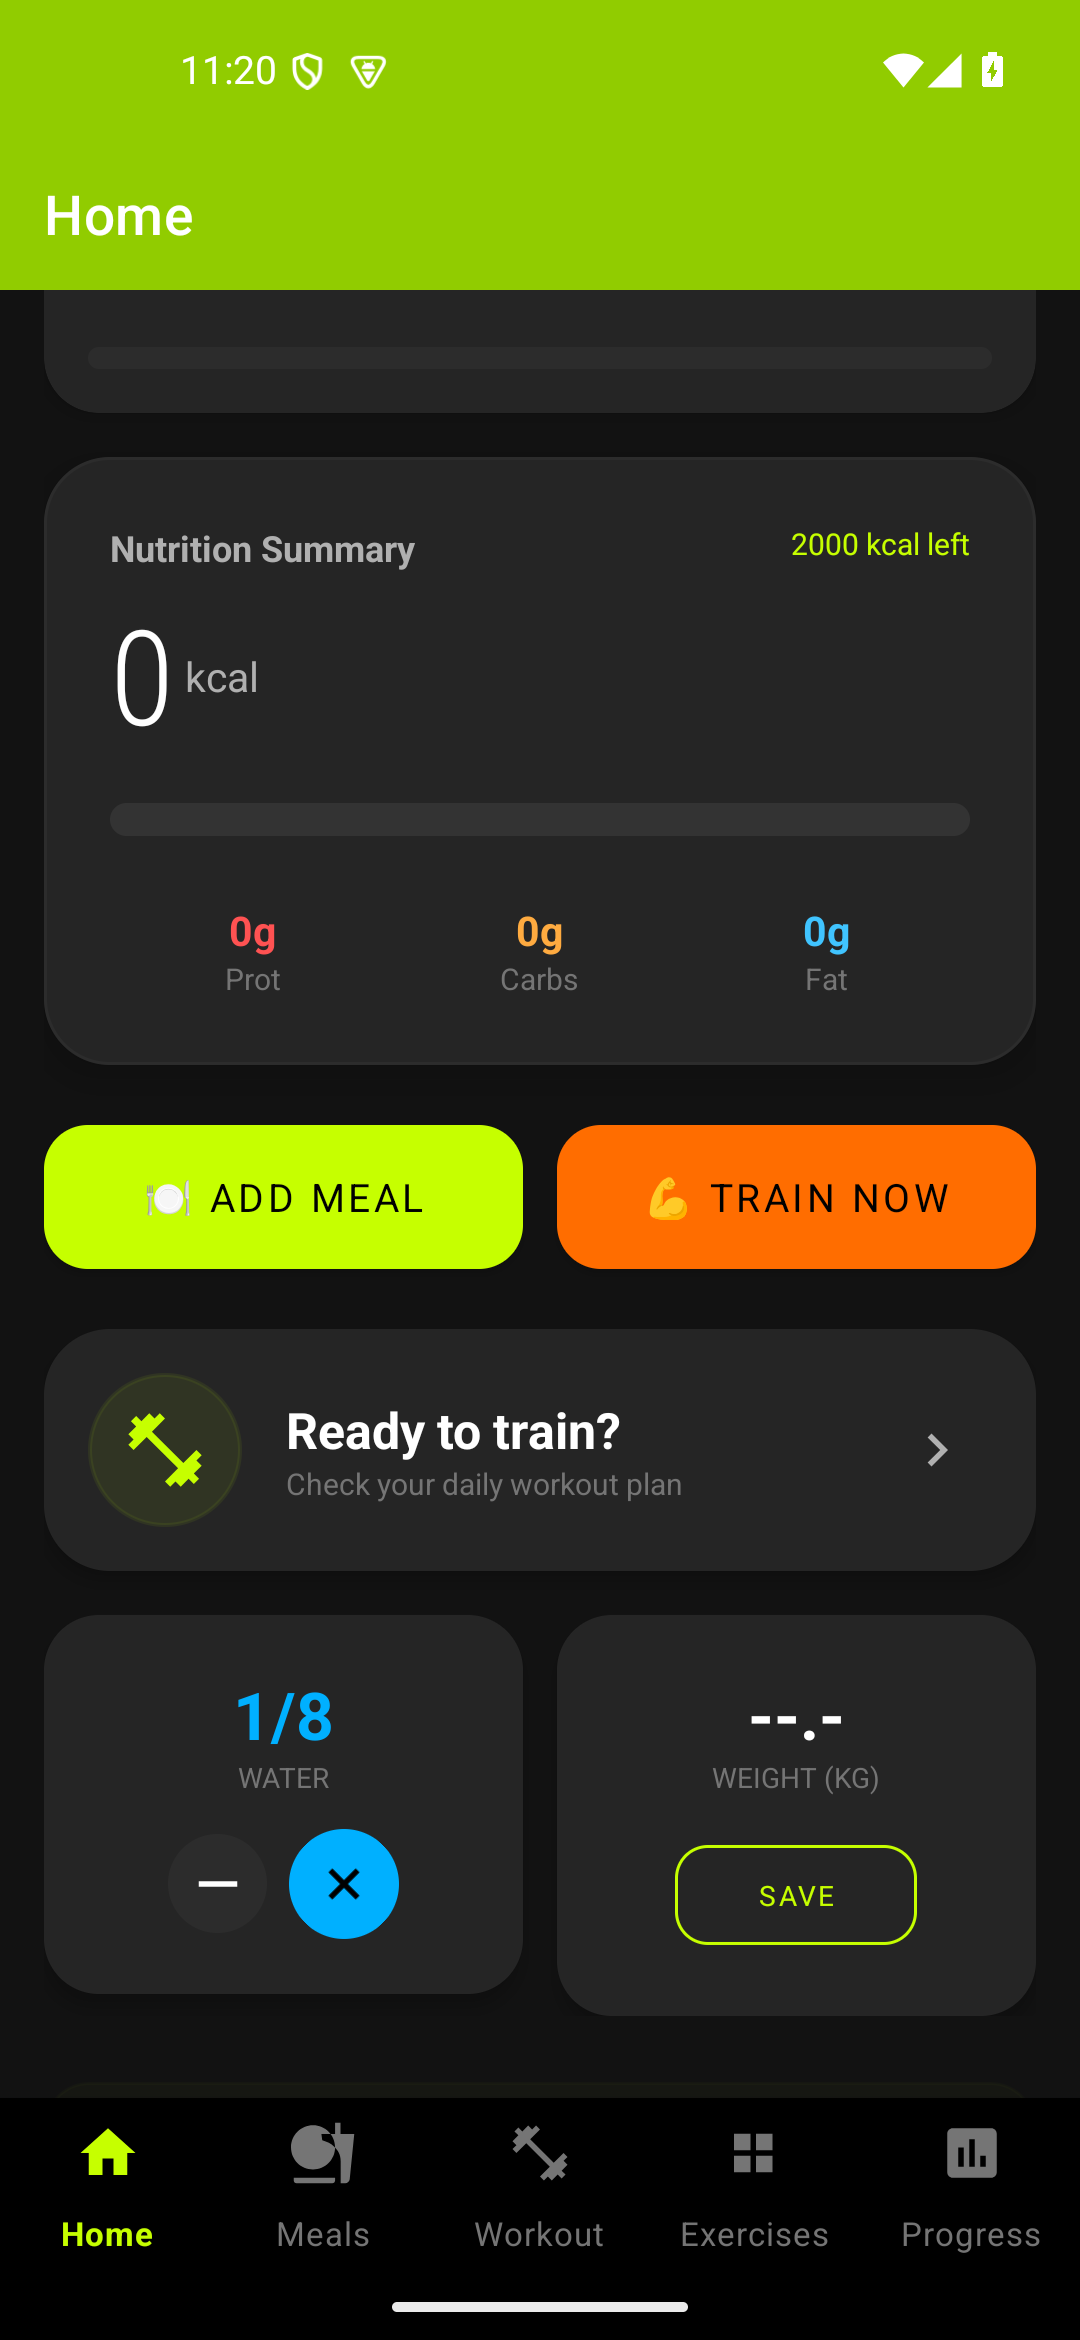 11:20
Home
Nutrition Summary
2000 kcal left
0 kcal
0g
Prot
0g
Carbs
0g
Fat
🍽️ ADD MEAL
💪 TRAIN NOW
Ready to train?
Check your daily workout plan
1/8
WATER
--.-
WEIGHT (KG)
SAVE
Home
Meals
Workout
Exercises
Progress